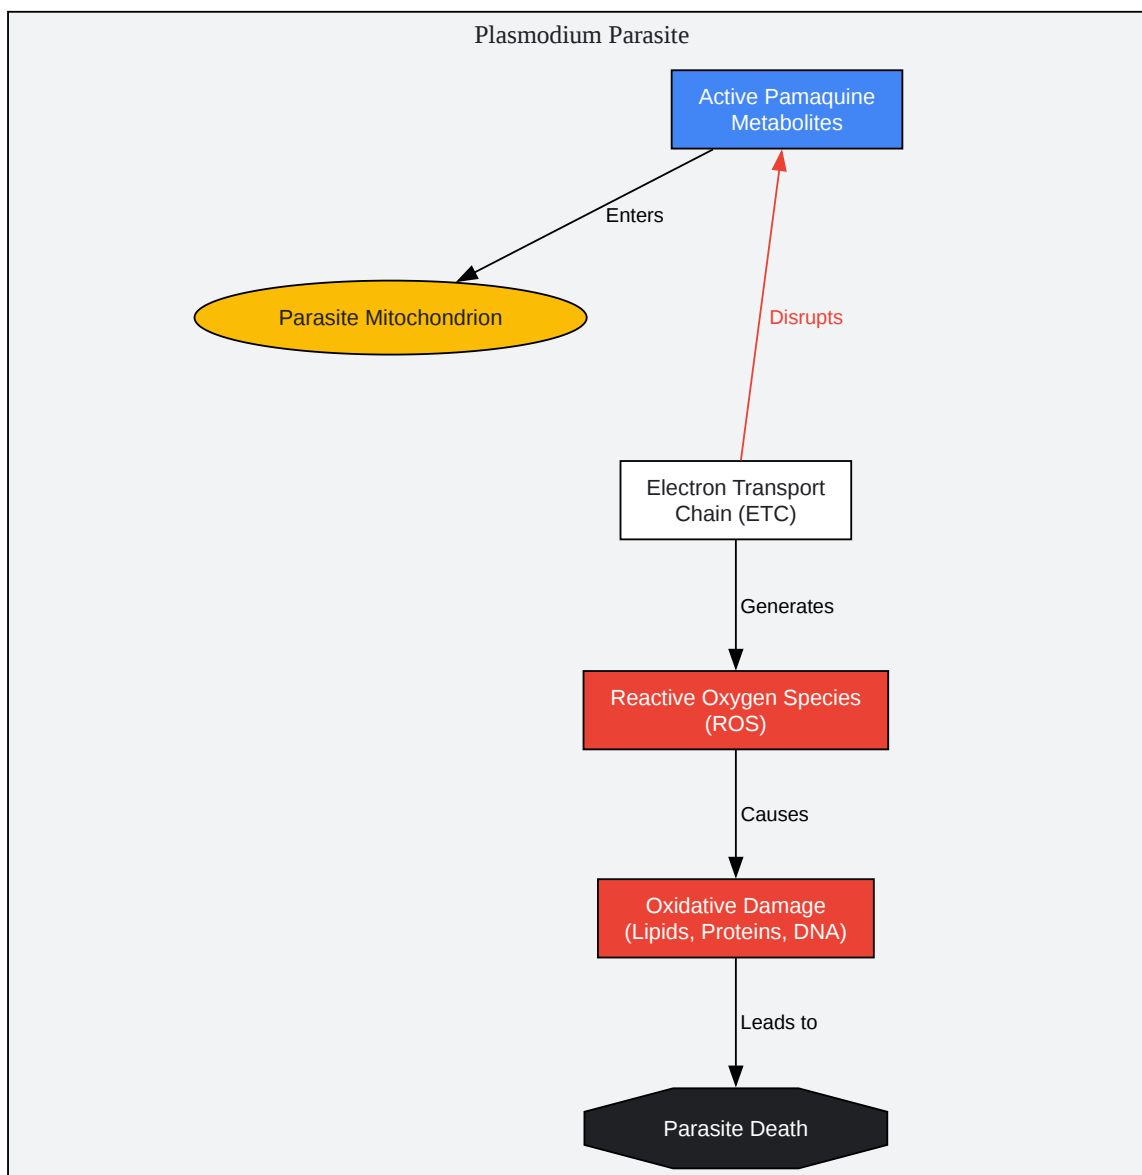 Plasmodium Parasite
Active Pamaquine
Metabolites
Enters
Parasite Mitochondrion
Disrupts
Electron Transport
Chain (ETC)
Generates
Reactive Oxygen Species
(ROS)
Causes
Oxidative Damage
(Lipids, Proteins, DNA)
Leads to
Parasite Death